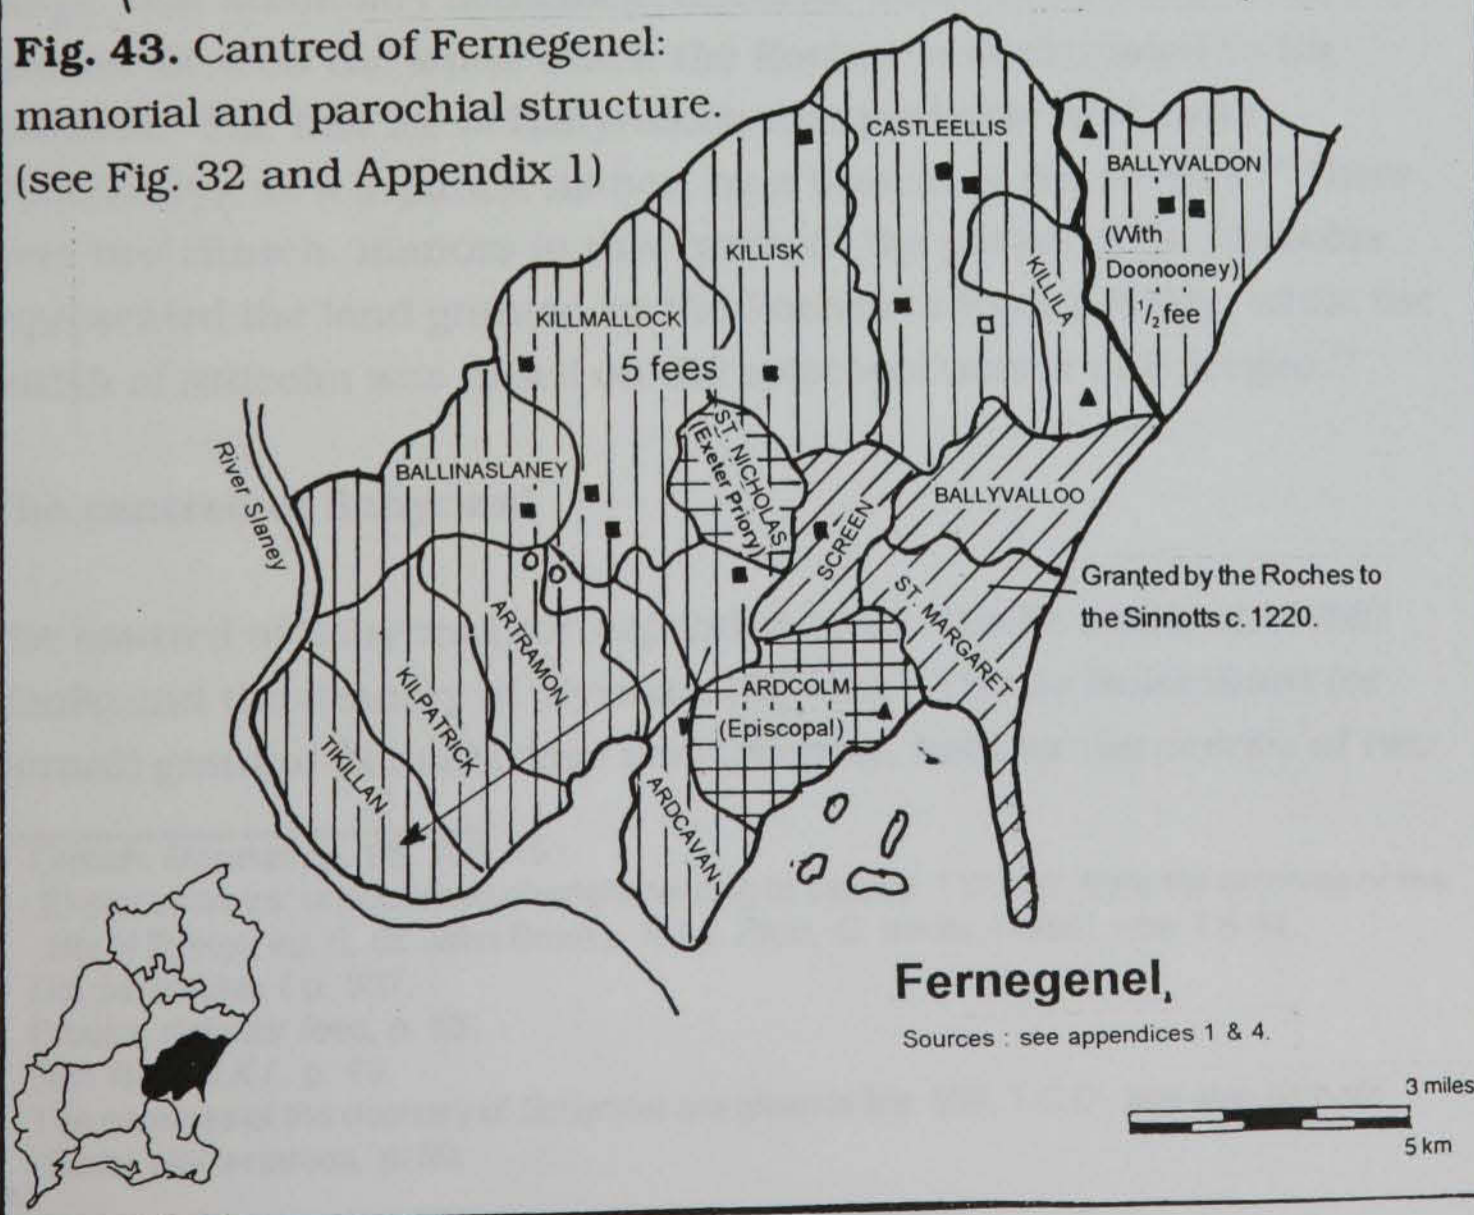 Fig. 43. Cantred of Fernegenel:
manorial and parochial structure.
(see Fig. 32 and Appendix 1)
CASTLEELLIS
BALLYVALDON
(With
Doonooney)
1/2 fee
KILLISK
KILLILA
KILLMALLOCK
5 fees
ST. NICHOLAS
(Exeter Priory)
BALLINASLANEY
River Slaney
SCREEN
BALLYVALLOO
Granted by the Roches to
the Sinnotts c. 1220.
ST. MARGARET
ARTRAMON
KILPATRICK
TIKILLAN
ARDCOLM
(Episcopal)
ARDCAVAN
Fernegenel,
Sources : see appendices 1 & 4.
3 miles
5 km